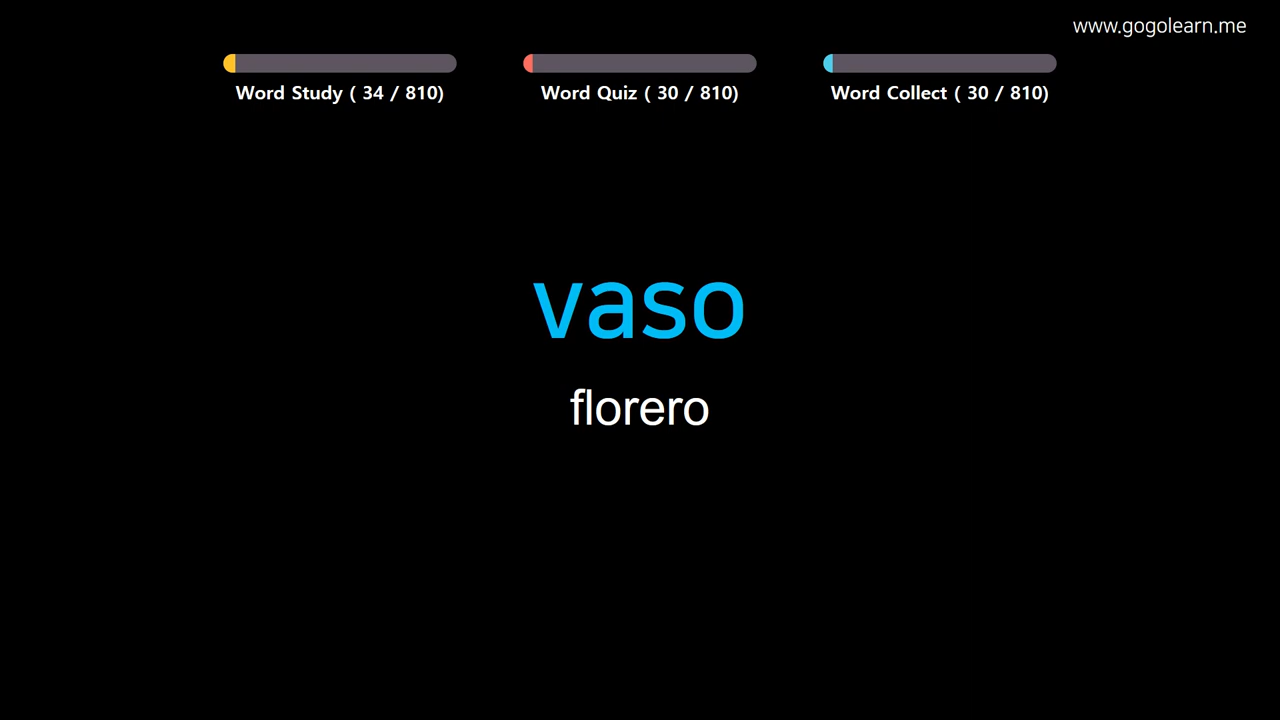 www.gogolearn.me
Word Study ( 34 / 810)
Word Quiz ( 30 / 810)
Word Collect ( 30 / 810)
vaso
florero